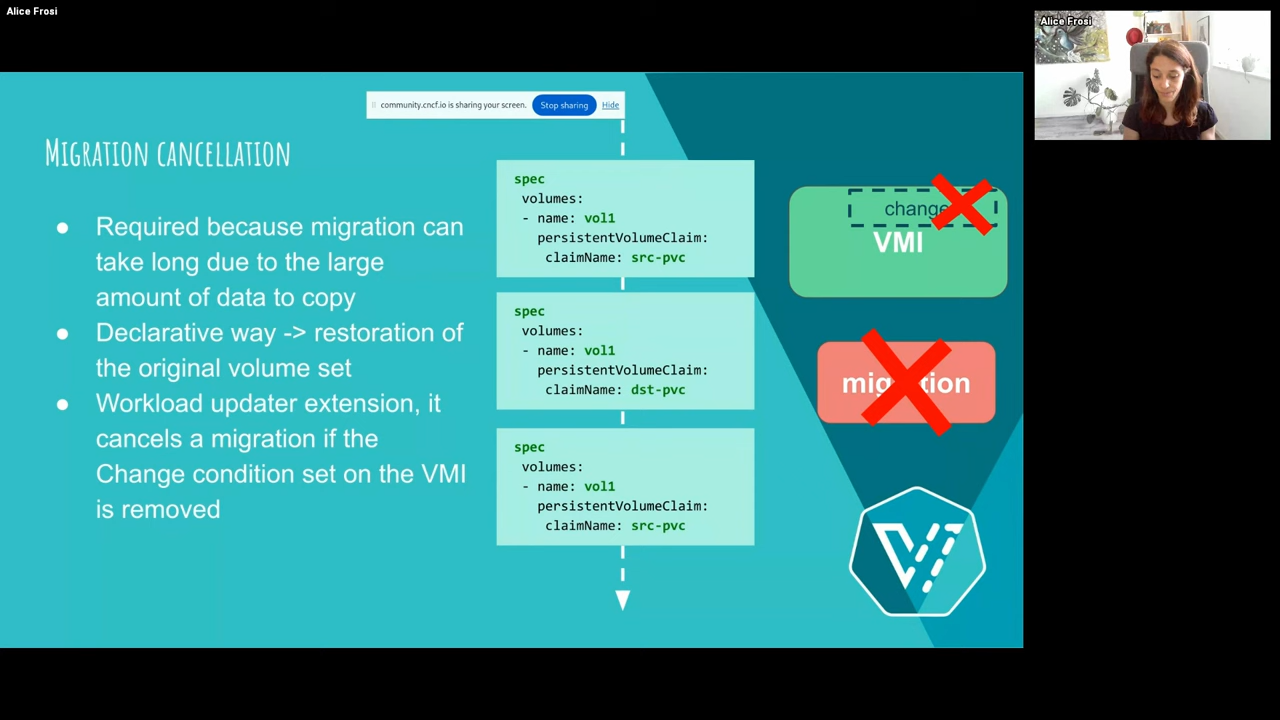 Alice Frosi
Alice Frosi
community.cncf.io is sharing your screen.
Stop sharing
Hide
MIGRATION CANCELLATION
● Required because migration can
take long due to the large
amount of data to copy
● Declarative way -> restoration of
the original volume set
● Workload updater extension, it
cancels a migration if the
Change condition set on the VMI
is removed
spec
volumes:
- name: vol1
persistentVolumeClaim:
claimName: src-pvc
spec
volumes:
- name: vol1
persistentVolumeClaim:
claimName: dst-pvc
spec
volumes:
- name: vol1
persistentVolumeClaim:
claimName: src-pvc
change
VMI
migration